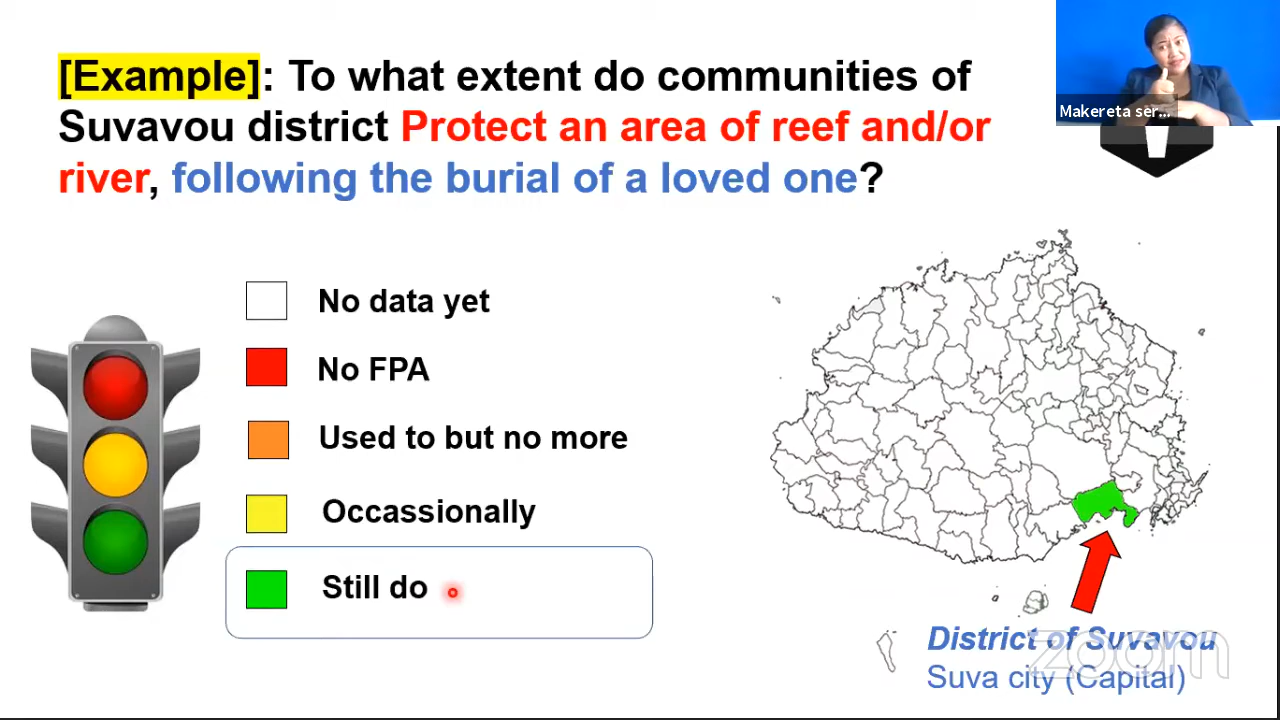 [Example]: To what extent do communities of
Suvavou district Protect an area of reef and/or
river, following the burial of a loved one?
Makereta ser...
No data yet
No FPA
Used to but no more
Occassionally
Still do
District of Suvavou
Suva city (Capital)
zoom